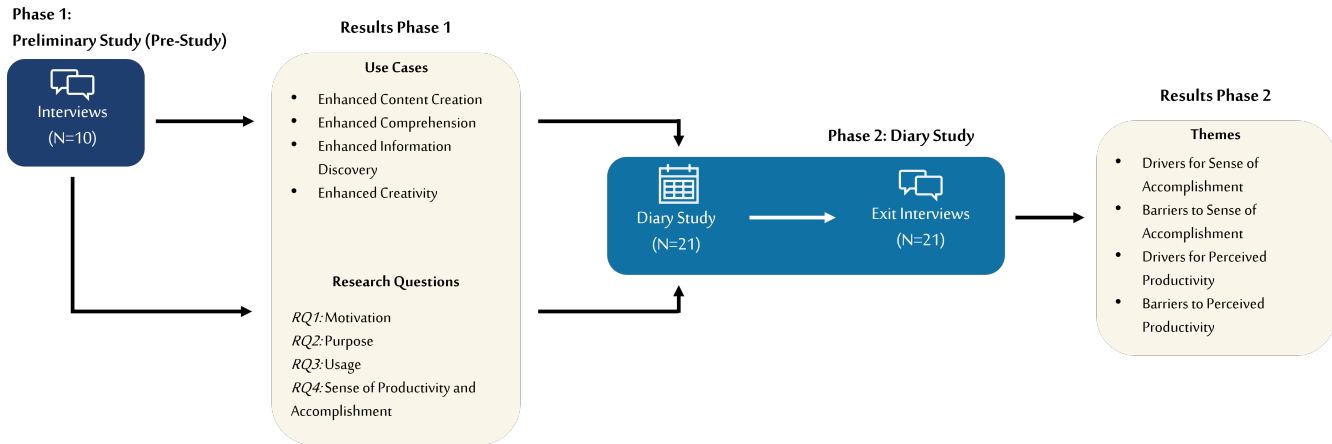 Phase 1:
Preliminary Study (Pre-Study)
Interviews
(N=10)
Results Phase 1
Use Cases
• Enhanced Content Creation
• Enhanced Comprehension
• Enhanced Information
Discovery
• Enhanced Creativity
Research Questions
RQ1: Motivation
RQ2: Purpose
RQ3: Usage
RQ4: Sense of Productivity and
Accomplishment
Phase 2: Diary Study
Diary Study
(N=21)
Exit Interviews
(N=21)
Results Phase 2
Themes
• Drivers for Sense of
Accomplishment
• Barriers to Sense of
Accomplishment
• Drivers for Perceived
Productivity
• Barriers to Perceived
Productivity